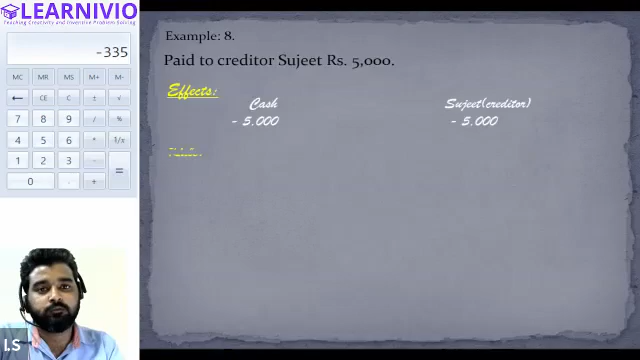 LEARNIVIO
Teaching Creativity and Inventive Problem Solving
-335
MC MR MS M+ M-
← CE C ± √
7 8 9 / %
4 5 6 * 1/x
1 2 3 - =
0 . +
Example: 8.
Paid to creditor Sujeet Rs. 5,000.
Effects:
Cash Sujeet(creditor)
- 5.000 - 5.000
I.S